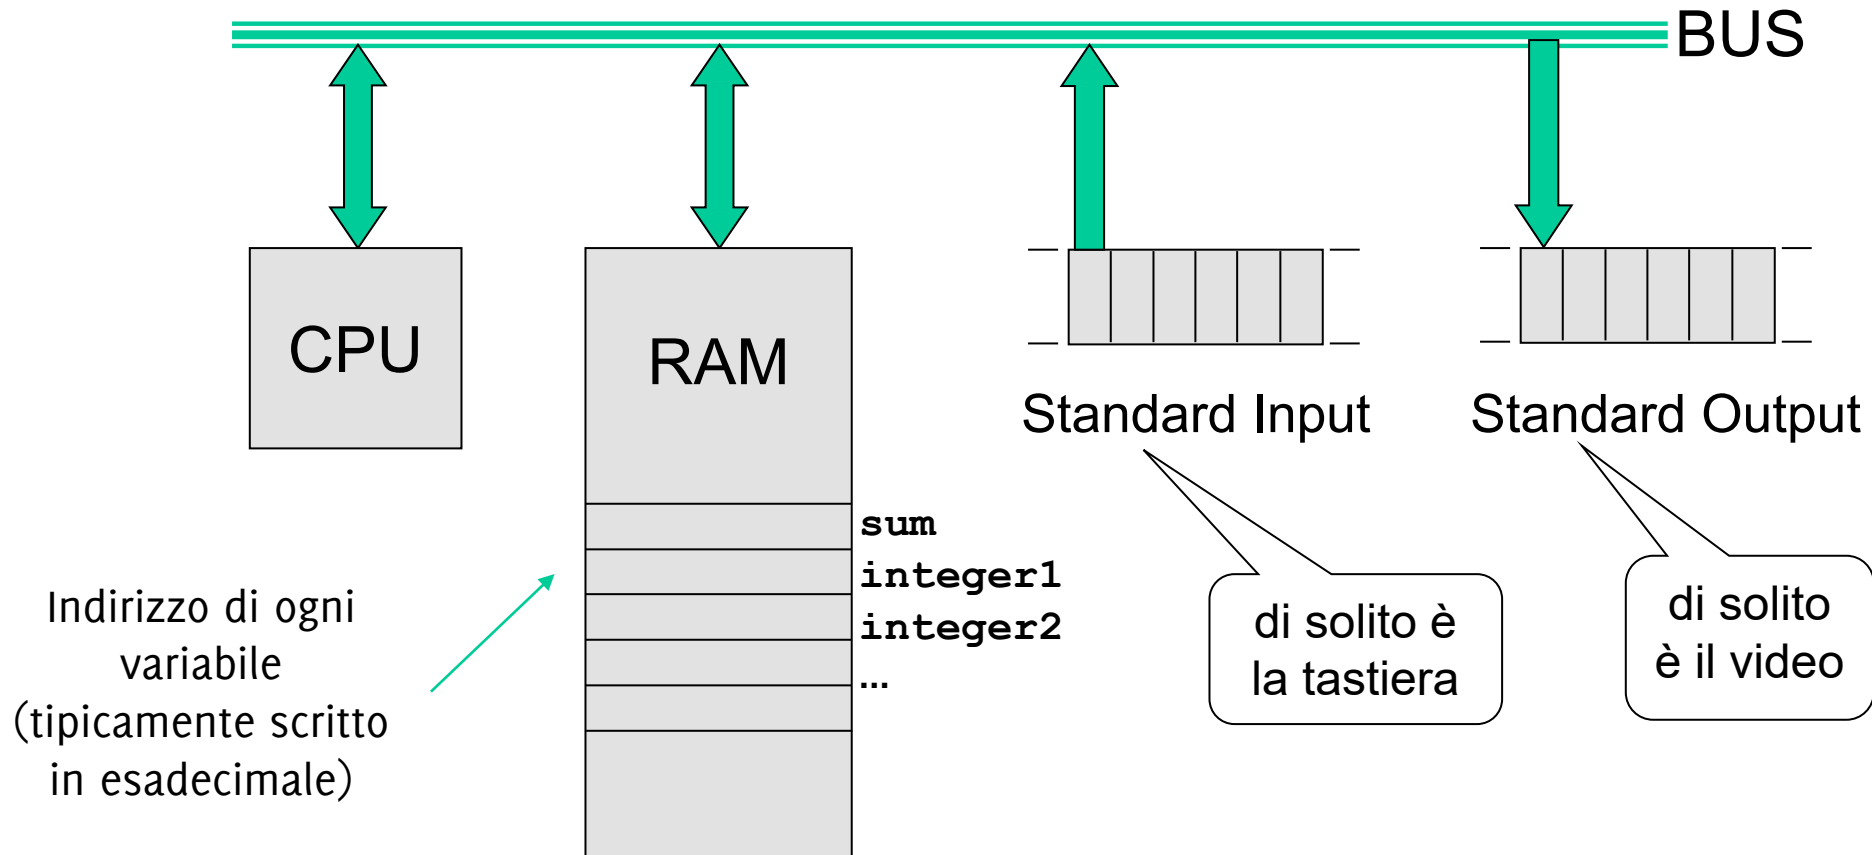 BUS
CPU
RAM
Standard Input
Standard Output
sum
integer1
integer2
...
Indirizzo di ogni
variabile
(tipicamente scritto
in esadecimale)
di solito è
la tastiera
di solito
è il video